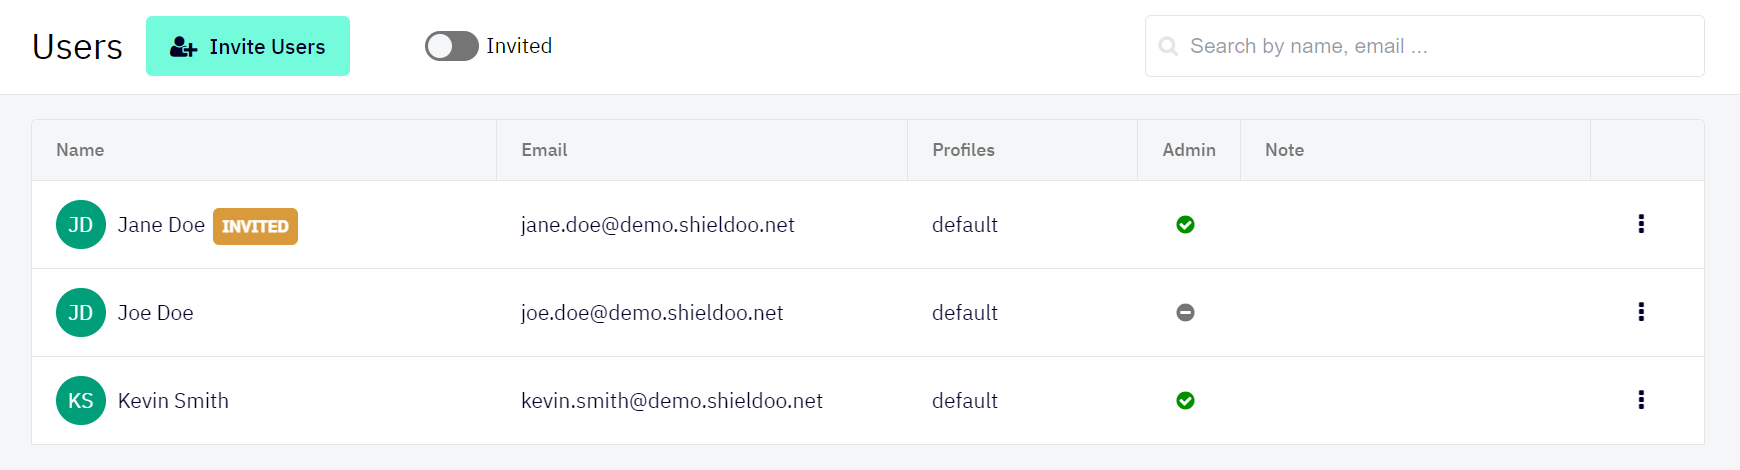 Users Invite Users Invited Search by name, email ...
Name Email Profiles Admin Note
JD Jane Doe INVITED jane.doe@demo.shieldoo.net default
JD Joe Doe joe.doe@demo.shieldoo.net default
KS Kevin Smith kevin.smith@demo.shieldoo.net default